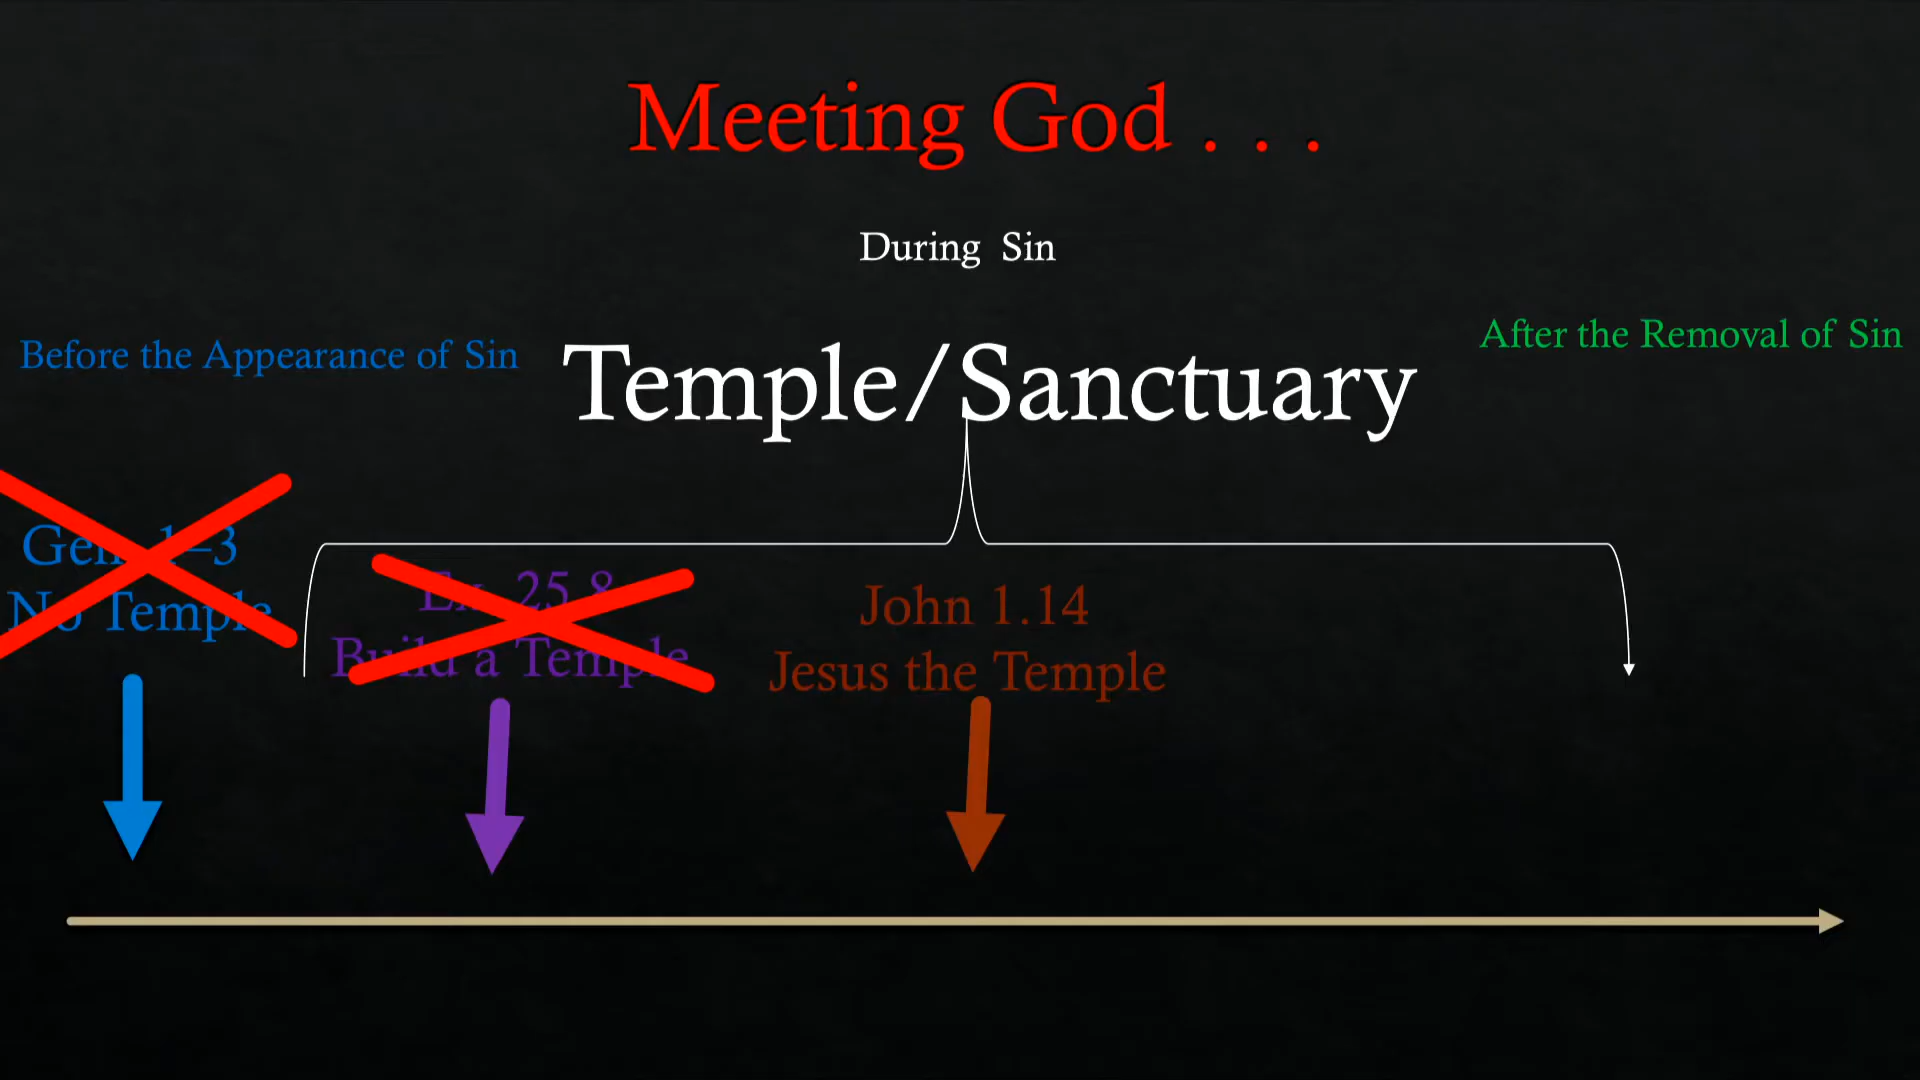 Meeting God . . .
During Sin
Before the Appearance of Sin
Temple/Sanctuary
After the Removal of Sin
Gen. 1–3
No Temple
Ex. 25.8
Build a Temple
John 1.14
Jesus the Temple